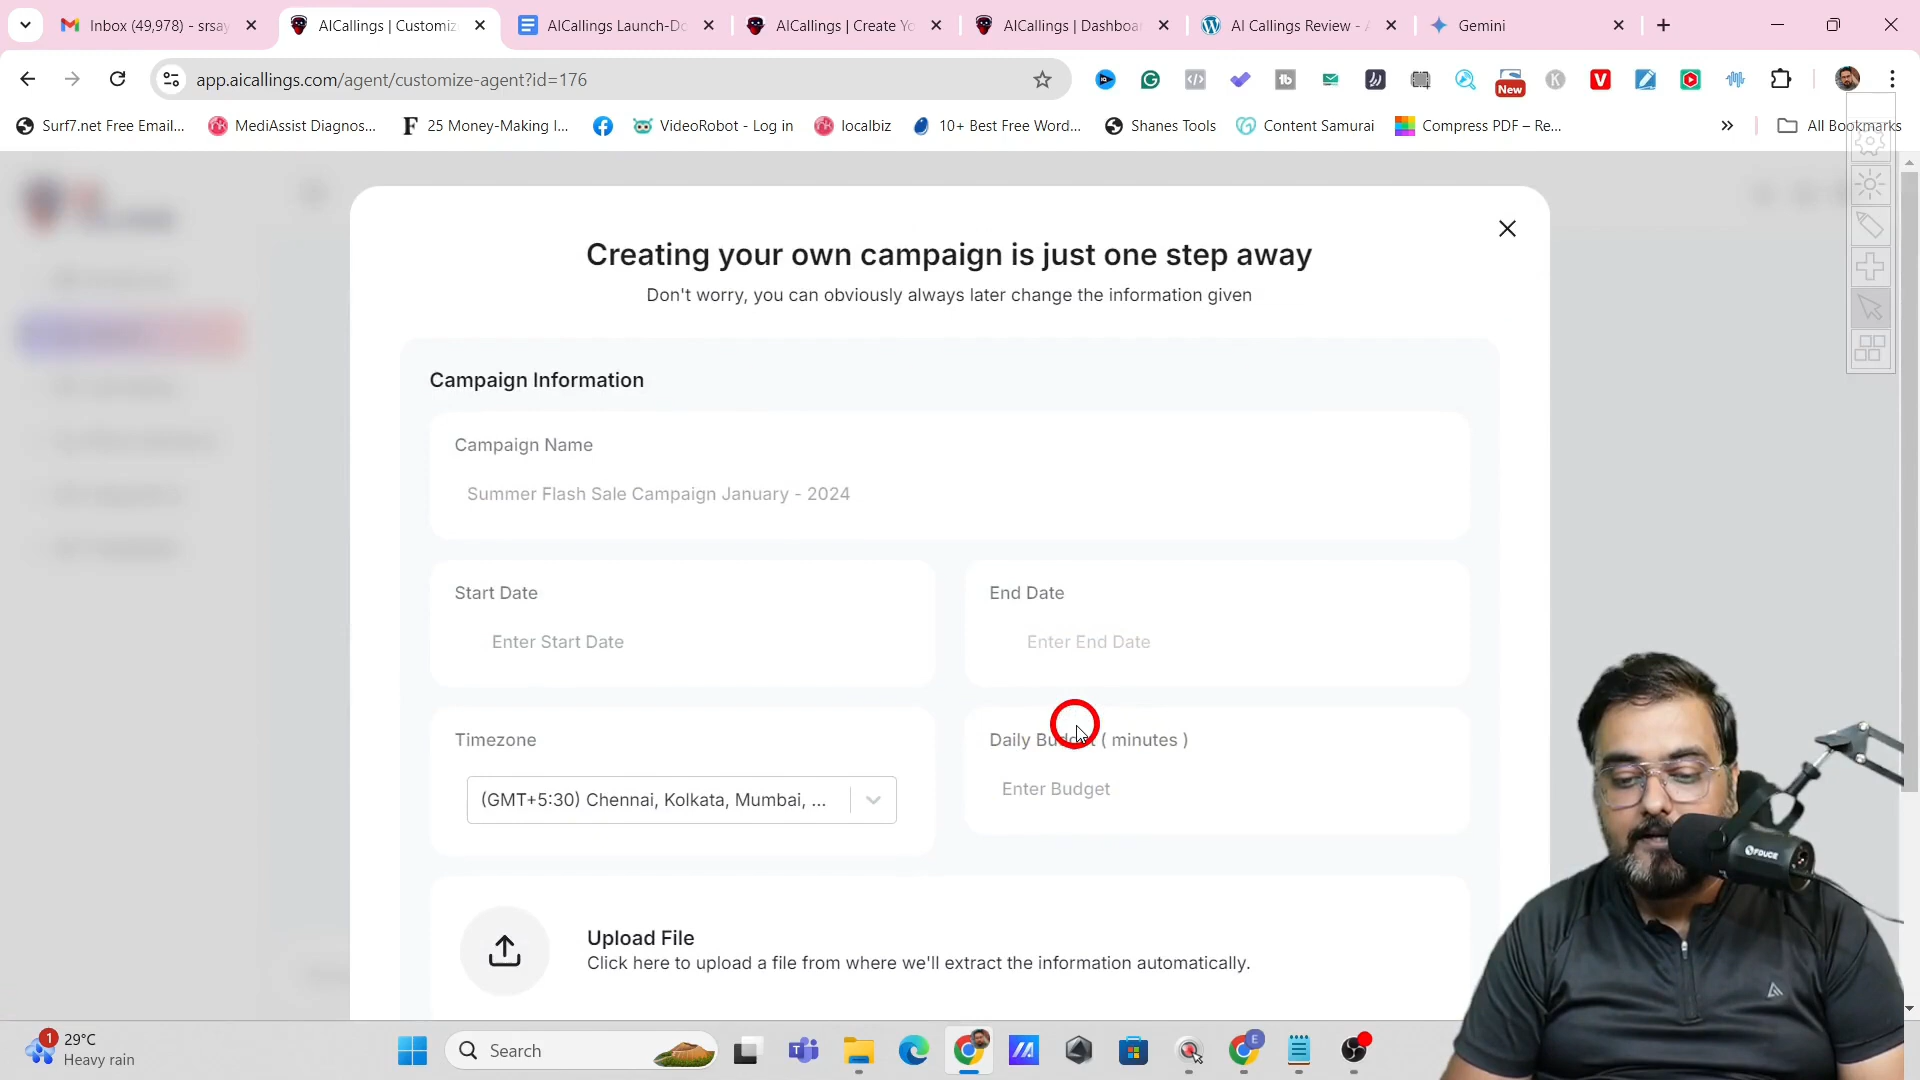 Inbox (49,978) - srsay
AICallings | Customiz
AICallings Launch-Do
AICallings | Create Yo
AICallings | Dashboar
AI Callings Review - A
Gemini
app.aicallings.com/agent/customize-agent?id=176
New
Surf7.net Free Email...
MediAssist Diagnos...
25 Money-Making I...
VideoRobot - Log in
localbiz
10+ Best Free Word...
Shanes Tools
Content Samurai
Compress PDF – Re...
All Bookmarks
Creating your own campaign is just one step away
Don't worry, you can obviously always later change the information given
Campaign Information
Campaign Name
Summer Flash Sale Campaign January - 2024
Start Date
Enter Start Date
End Date
Enter End Date
Timezone
(GMT+5:30) Chennai, Kolkata, Mumbai, ...
Daily Budget ( minutes )
Enter Budget
Upload File
Click here to upload a file from where we'll extract the information automatically.
FDUCE
1
29°C
Heavy rain
Search